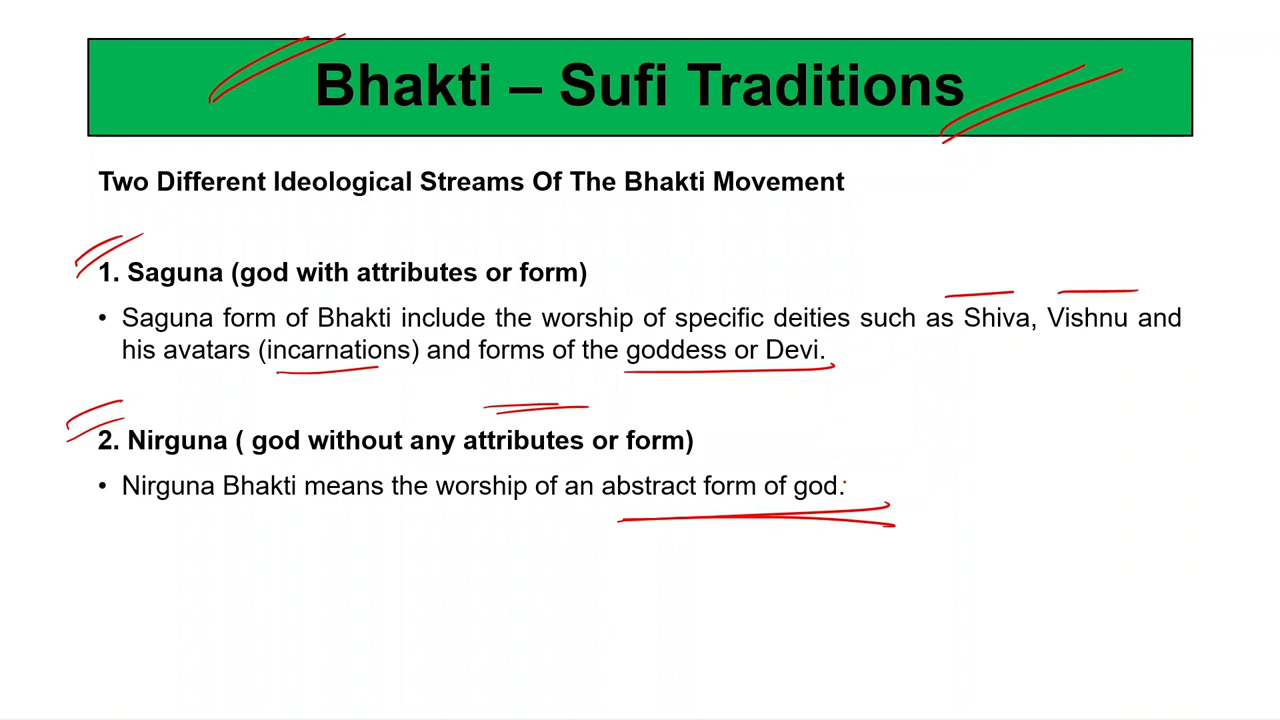 Bhakti – Sufi Traditions
Two Different Ideological Streams Of The Bhakti Movement
1. Saguna (god with attributes or form)
• Saguna form of Bhakti include the worship of specific deities such as Shiva, Vishnu and
his avatars (incarnations) and forms of the goddess or Devi.
2. Nirguna ( god without any attributes or form)
• Nirguna Bhakti means the worship of an abstract form of god.